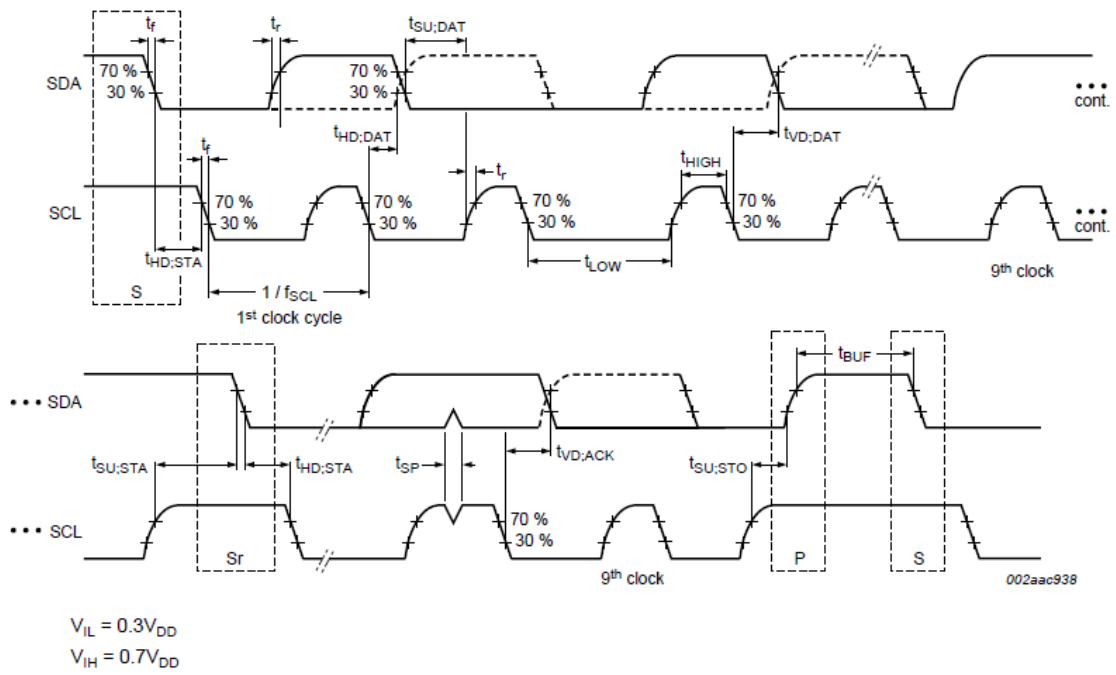 tf
tr
tSU;DAT
SDA
70 %
30 %
70 %
30 %
•••
cont.
tf
tHD;DAT
tr
tHIGH
tVD;DAT
SCL
70 %
30 %
70 %
30 %
70 %
30 %
70 %
30 %
•••
cont.
tHD;STA
tLOW
9th clock
S
1 / fSCL
1st clock cycle
tBUF
••• SDA
tSU;STA
tHD;STA
tSP
tVD;ACK
tSU;STO
••• SCL
70 %
30 %
Sr
9th clock
P
S
002aac938
VIL = 0.3VDD
VIH = 0.7VDD